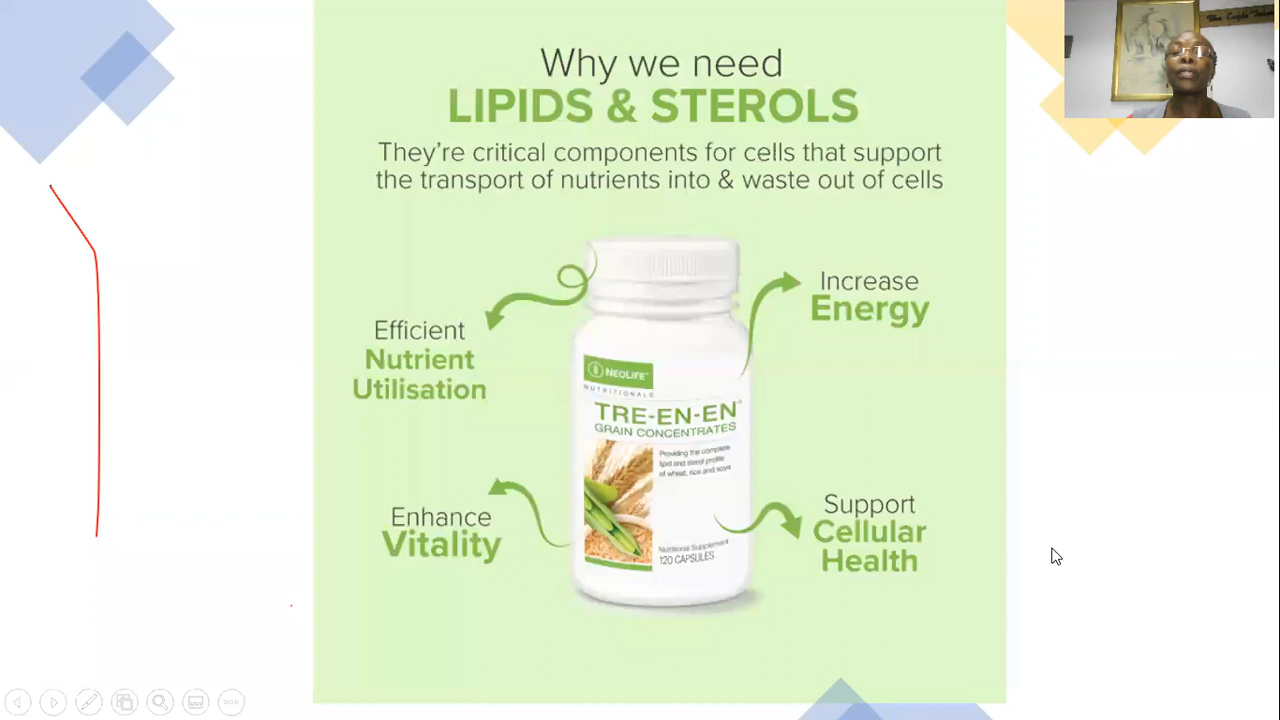 Why we need
LIPIDS & STEROLS
They're critical components for cells that support
the transport of nutrients into & waste out of cells
Increase
Energy
Efficient
Nutrient
Utilisation
NEOLIFE
NUTRITIONALS
TRE-EN-EN®
GRAIN CONCENTRATES
Providing the complete
lipid and sterol profile
of wheat, rice and soya
Enhance
Vitality
Support
Cellular
Health
Nutritional Supplement
120 CAPSULES
The Eagle